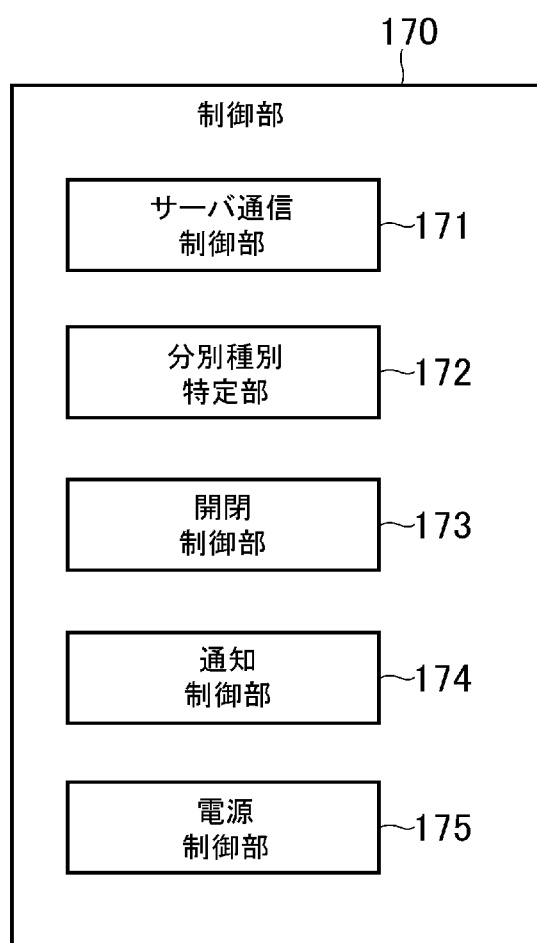 170
制御部
サーバ通信
制御部
171
分別種別
特定部
172
開閉
制御部
173
通知
制御部
174
電源
制御部
175